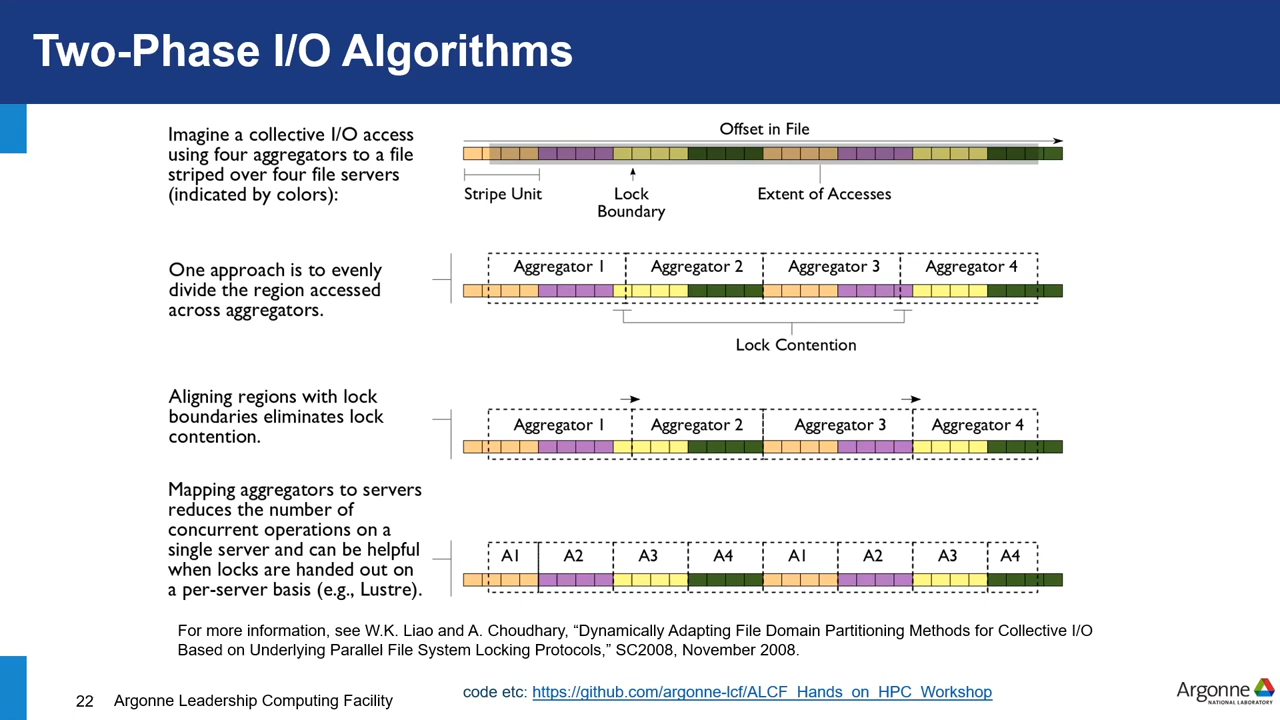 Two-Phase I/O Algorithms
Imagine a collective I/O access
using four aggregators to a file
striped over four file servers
(indicated by colors):
Offset in File
Stripe Unit
Lock
Boundary
Extent of Accesses
One approach is to evenly
divide the region accessed
across aggregators.
Aggregator 1 Aggregator 2 Aggregator 3 Aggregator 4
Lock Contention
Aligning regions with lock
boundaries eliminates lock
contention.
Aggregator 1 Aggregator 2 Aggregator 3 Aggregator 4
Mapping aggregators to servers
reduces the number of
concurrent operations on a
single server and can be helpful
when locks are handed out on
a per-server basis (e.g., Lustre).
A1 A2 A3 A4 A1 A2 A3 A4
For more information, see W.K. Liao and A. Choudhary, “Dynamically Adapting File Domain Partitioning Methods for Collective I/O
Based on Underlying Parallel File System Locking Protocols,” SC2008, November 2008.
22 Argonne Leadership Computing Facility
code etc: https://github.com/argonne-lcf/ALCF_Hands_on_HPC_Workshop
Argonne
NATIONAL LABORATORY